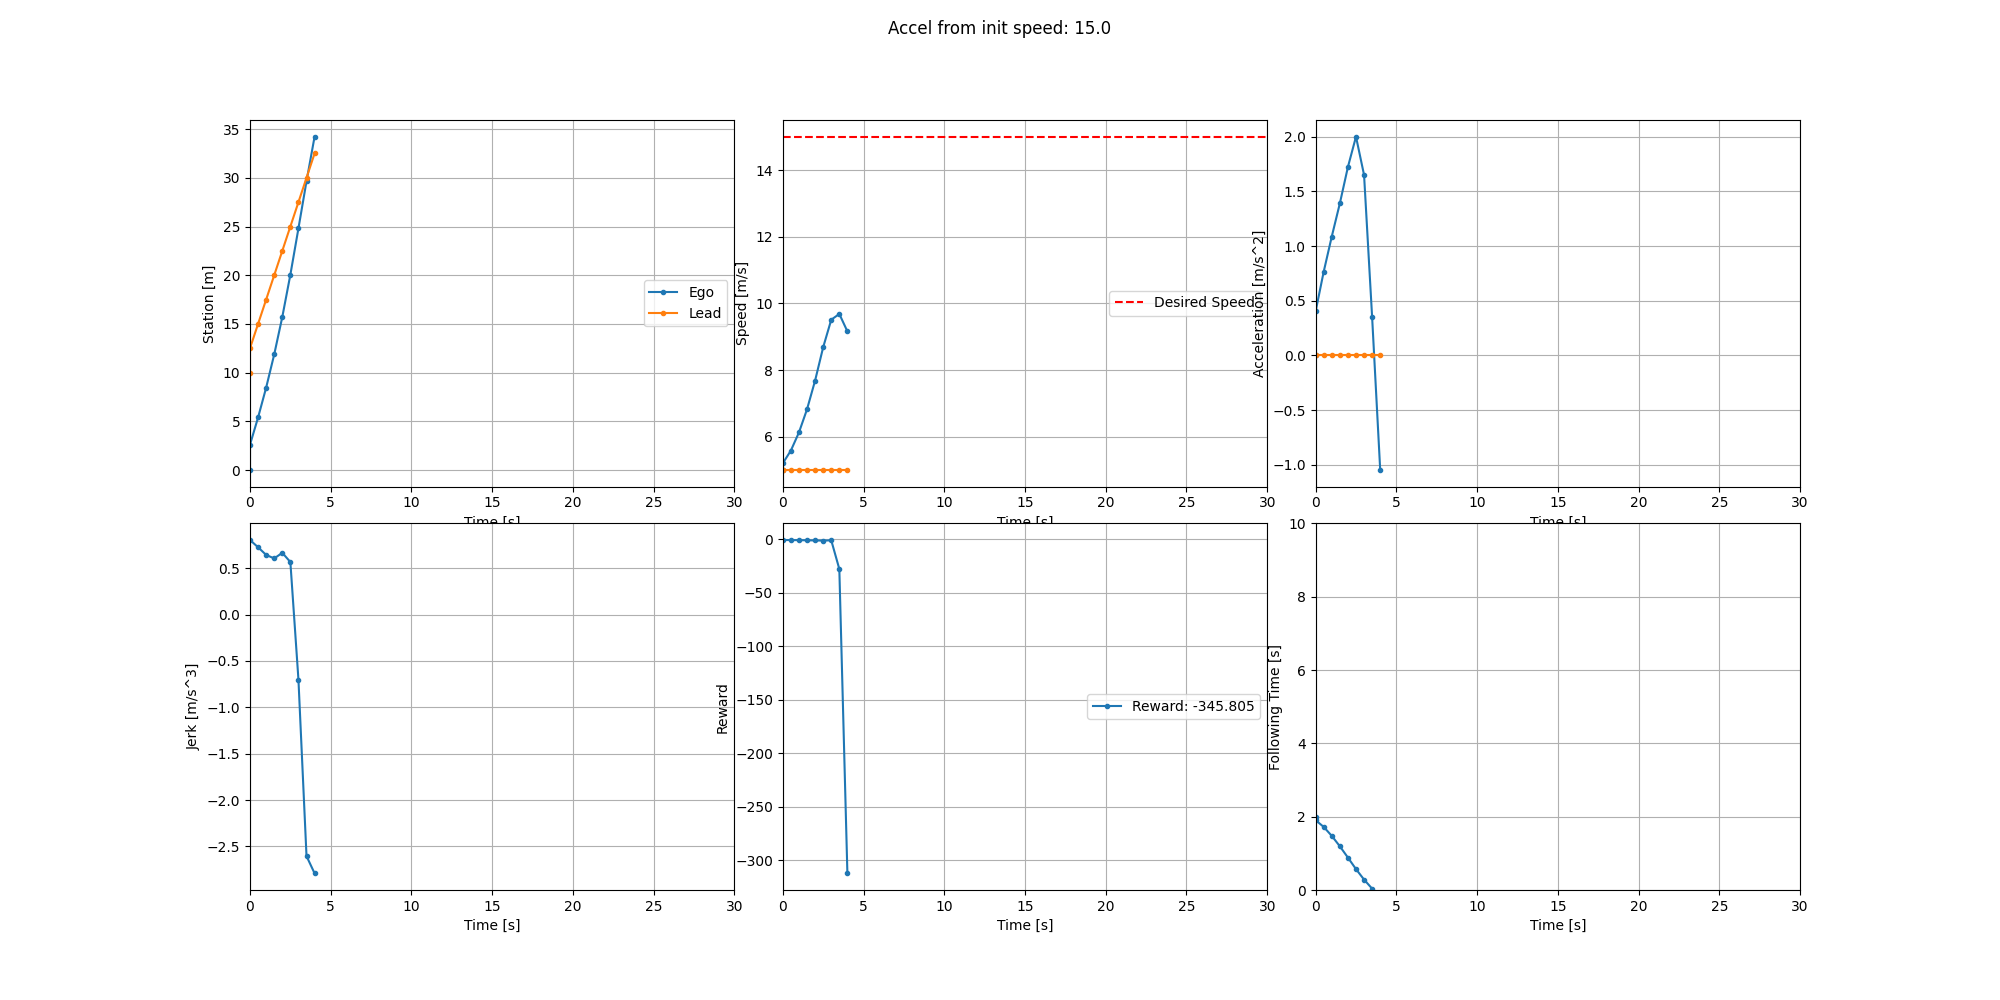 Accel from init speed: 15.0
Station [m]
35
30
25
20
15
10
5
0
Ego
Lead
0 5 10 15 20 25 30
Time [s]
Speed [m/s]
14
12
10
8
6
Desired Speed
0 5 10 15 20 25 30
Time [s]
Acceleration [m/s^2]
2.0
1.5
1.0
0.5
0.0
−0.5
−1.0
0 5 10 15 20 25 30
Time [s]
Jerk [m/s^3]
0.5
0.0
−0.5
−1.0
−1.5
−2.0
−2.5
0 5 10 15 20 25 30
Time [s]
Reward
0
−50
−100
−150
−200
−250
−300
Reward: -345.805
0 5 10 15 20 25 30
Time [s]
Following Time [s]
10
8
6
4
2
0
0 5 10 15 20 25 30
Time [s]